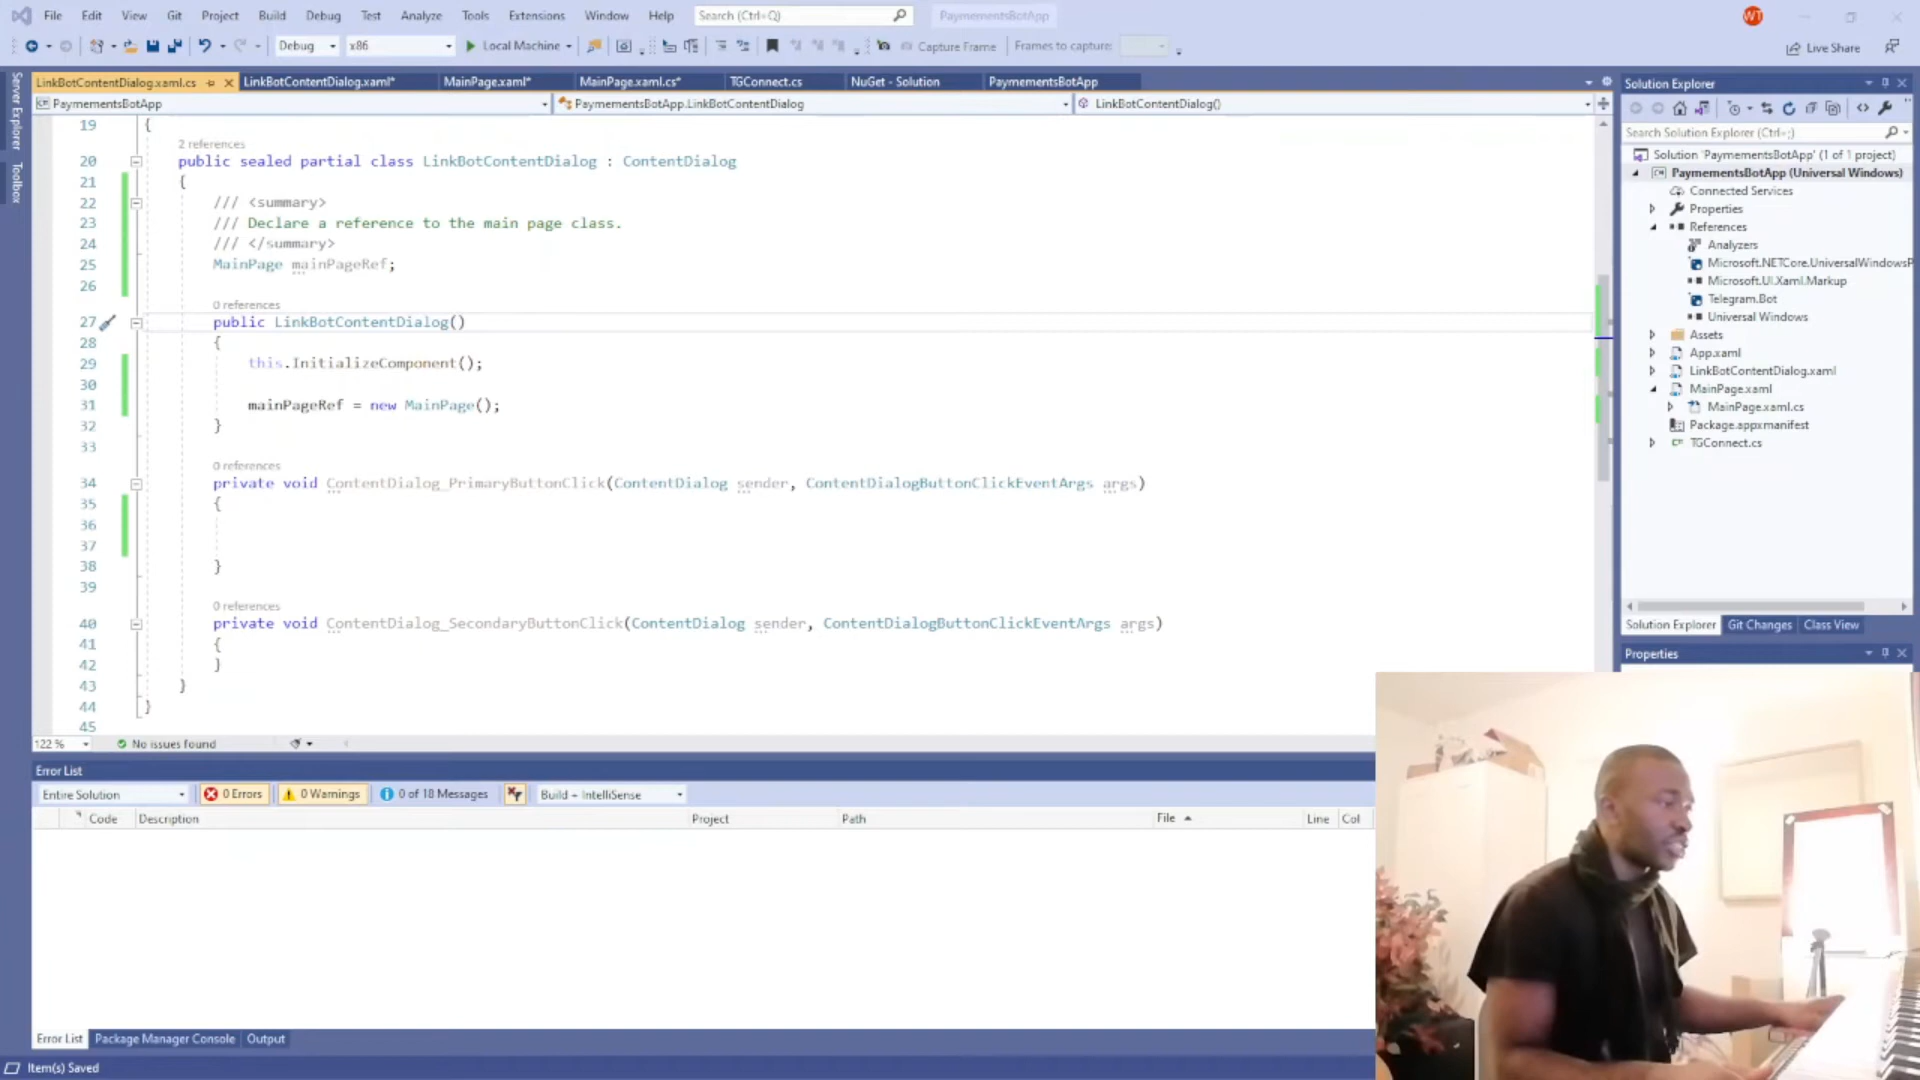 File Edit View Git Project Build Debug Test Analyze Tools Extensions Window Help Search (Ctrl+Q) PaymementsBotApp WT
Debug x86 Local Machine Capture Frame Frames to capture: Live Share
Server Explorer
Toolbox
LinkBotContentDialog.xaml.cs LinkBotContentDialog.xaml* MainPage.xaml* MainPage.xaml.cs* TGConnect.cs NuGet - Solution PaymementsBotApp
PaymementsBotApp PaymementsBotApp.LinkBotContentDialog LinkBotContentDialog()
19 {
2 references
20 public sealed partial class LinkBotContentDialog : ContentDialog
21 {
22 /// <summary>
23 /// Declare a reference to the main page class.
24 /// </summary>
25 MainPage mainPageRef;
26
0 references
27 public LinkBotContentDialog()
28 {
29 this.InitializeComponent();
30
31 mainPageRef = new MainPage();
32 }
33
0 references
34 private void ContentDialog_PrimaryButtonClick(ContentDialog sender, ContentDialogButtonClickEventArgs args)
35 {
36
37
38 }
39
0 references
40 private void ContentDialog_SecondaryButtonClick(ContentDialog sender, ContentDialogButtonClickEventArgs args)
41 {
42 }
43 }
44 }
45
122 % No issues found
Error List
Entire Solution 0 Errors 0 Warnings 0 of 18 Messages Build + IntelliSense
Code Description Project Path File Line Col
Error List Package Manager Console Output
Item(s) Saved
Solution Explorer
Search Solution Explorer (Ctrl+;)
Solution 'PaymementsBotApp' (1 of 1 project)
PaymementsBotApp (Universal Windows)
Connected Services
Properties
References
Analyzers
Microsoft.NETCore.UniversalWindowsP
Microsoft.UI.Xaml.Markup
Telegram.Bot
Universal Windows
Assets
App.xaml
LinkBotContentDialog.xaml
MainPage.xaml
MainPage.xaml.cs
Package.appxmanifest
TGConnect.cs
Solution Explorer Git Changes Class View
Properties